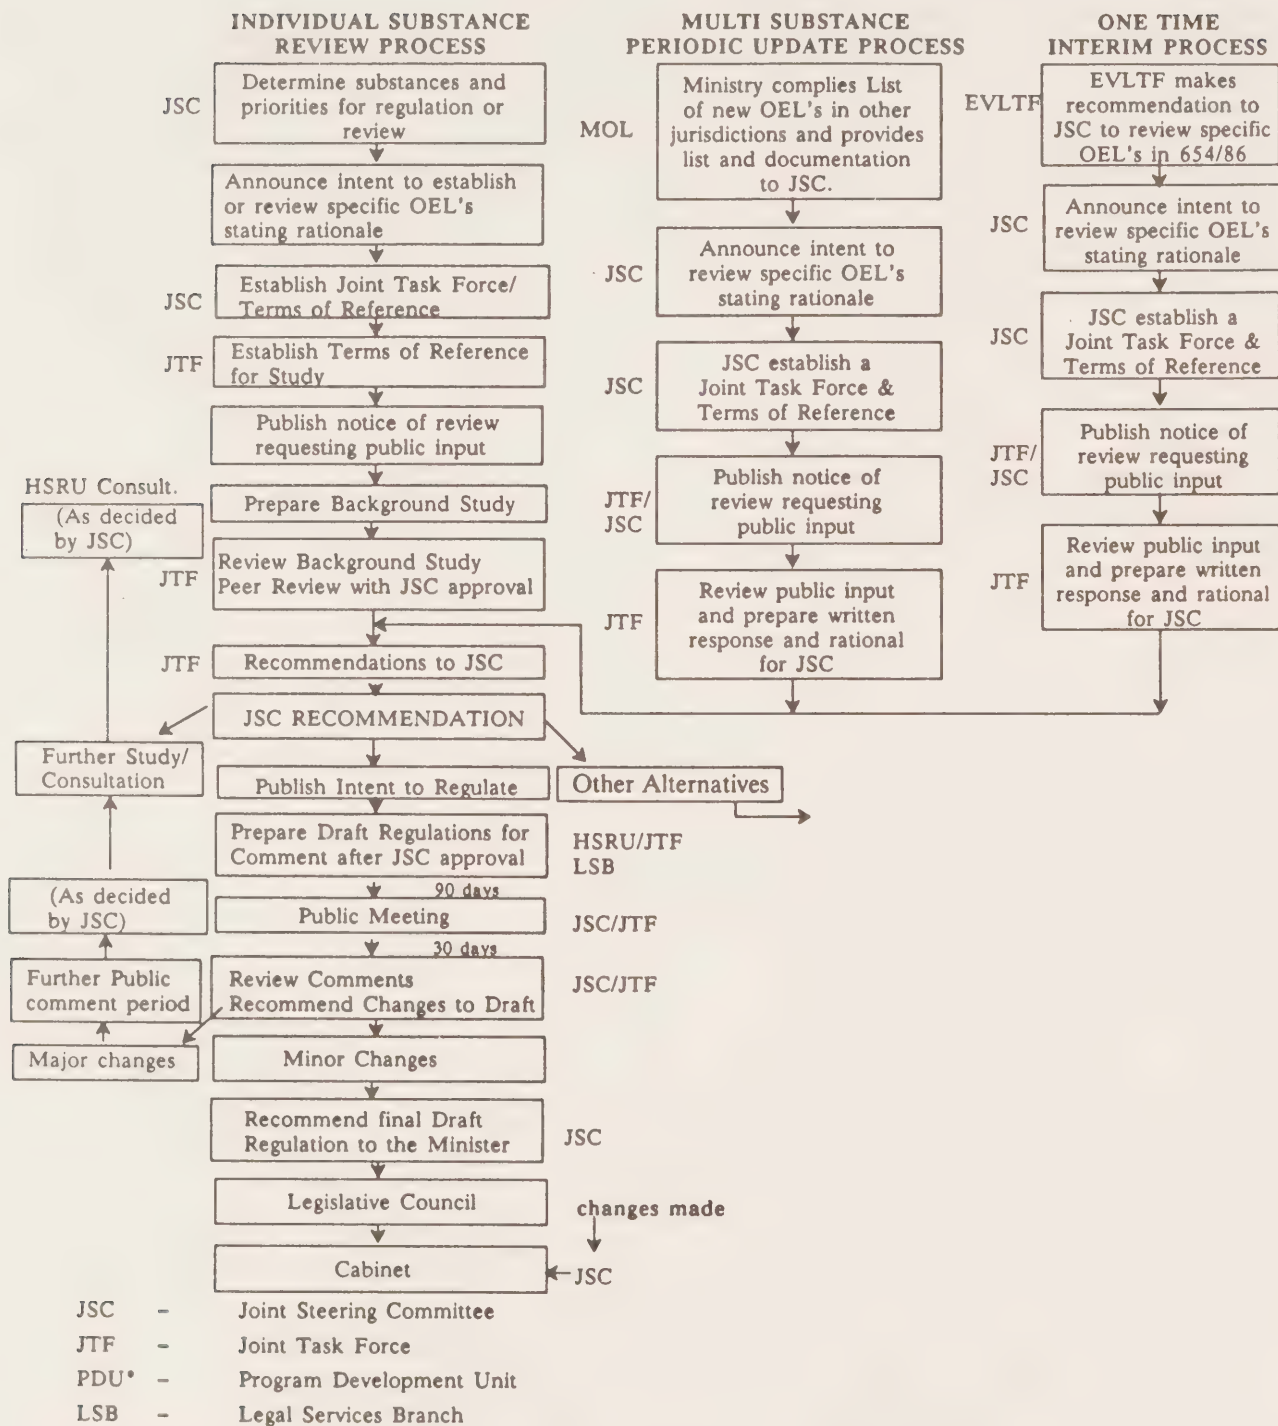 INDIVIDUAL SUBSTANCE
REVIEW PROCESS
JSC
Determine substances and
priorities for regulation or
review
Announce intent to establish
or review specific OEL's
stating rationale
JSC
Establish Joint Task Force/
Terms of Reference
JTF
Establish Terms of Reference
for Study
Publish notice of review
requesting public input
HSRU Consult.
(As decided
by JSC)
Prepare Background Study
JTF
Review Background Study
Peer Review with JSC approval
JTF
Recommendations to JSC
JSC RECOMMENDATION
Further Study/
Consultation
Publish Intent to Regulate
Other Alternatives
Prepare Draft Regulations for
Comment after JSC approval
HSRU/JTF
LSB
90 days
(As decided
by JSC)
Public Meeting
JSC/JTF
30 days
Further Public
comment period
Review Comments
Recommend Changes to Draft
JSC/JTF
Major changes
Minor Changes
Recommend final Draft
Regulation to the Minister
JSC
Legislative Council
changes made
Cabinet
JSC
MULTI SUBSTANCE
PERIODIC UPDATE PROCESS
MOL
Ministry complies List
of new OEL's in other
jurisdictions and provides
list and documentation
to JSC.
JSC
Announce intent to
review specific OEL's
stating rationale
JSC
JSC establish a
Joint Task Force &
Terms of Reference
JTF/
JSC
Publish notice of
review requesting
public input
JTF
Review public input
and prepare written
response and rational
for JSC
ONE TIME
INTERIM PROCESS
EVLTF
EVLTF makes
recommendation to
JSC to review specific
OEL's in 654/86
JSC
Announce intent to
review specific OEL's
stating rationale
JSC
JSC establish a
Joint Task Force &
Terms of Reference
JTF/
JSC
Publish notice of
review requesting
public input
JTF
Review public input
and prepare written
response and rational
for JSC
JSC - Joint Steering Committee
JTF - Joint Task Force
PDU* - Program Development Unit
LSB - Legal Services Branch